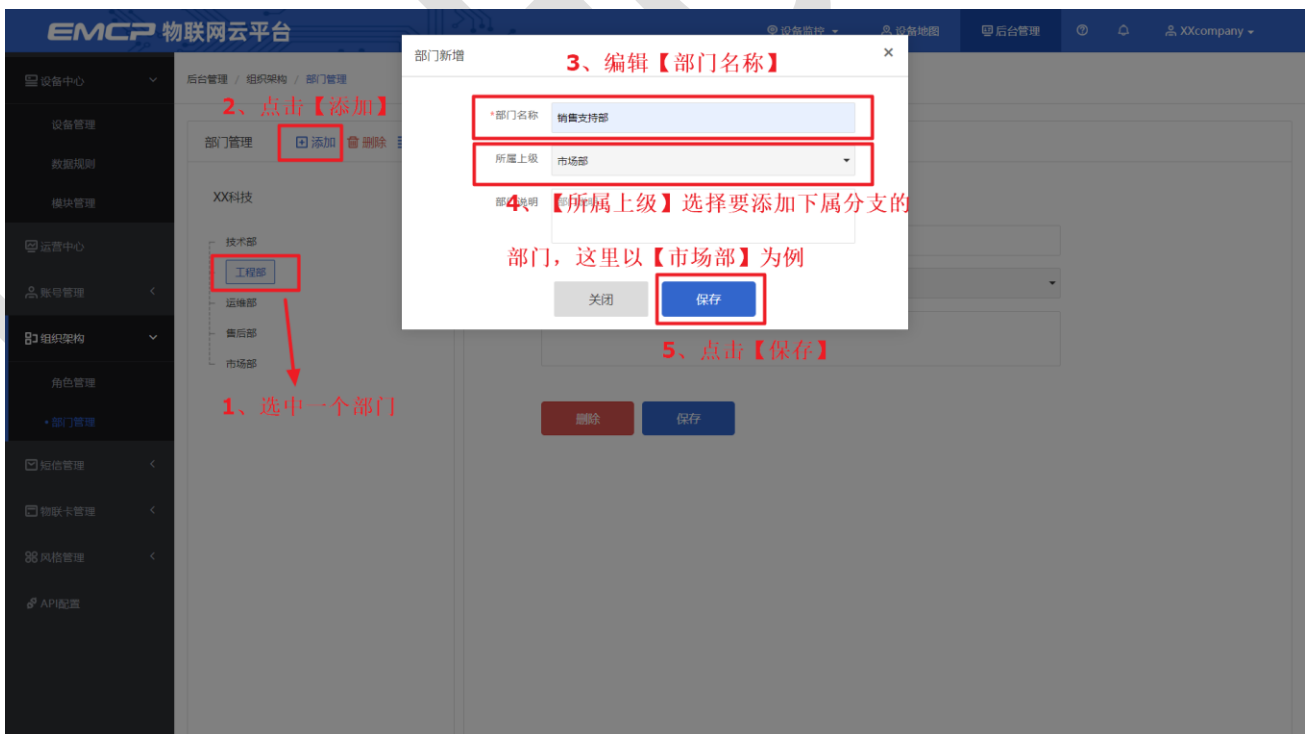 EMCP 物联网云平台
设备监控
设备地图
后台管理
XXcompany
设备中心
设备管理
数据规则
模块管理
运营中心
账号管理
组织架构
角色管理
•部门管理
短信管理
物联卡管理
风格管理
API配置
后台管理 / 组织架构 / 部门管理
2、点击【添加】
部门管理
添加
删除
XX科技
技术部
工程部
运维部
售后部
市场部
1、选中一个部门
部门新增
×
3、编辑【部门名称】
*部门名称
销售支持部
所属上级
市场部
4、【所属上级】选择要添加下属分支的
部门，这里以【市场部】为例
关闭
保存
5、点击【保存】
删除
保存